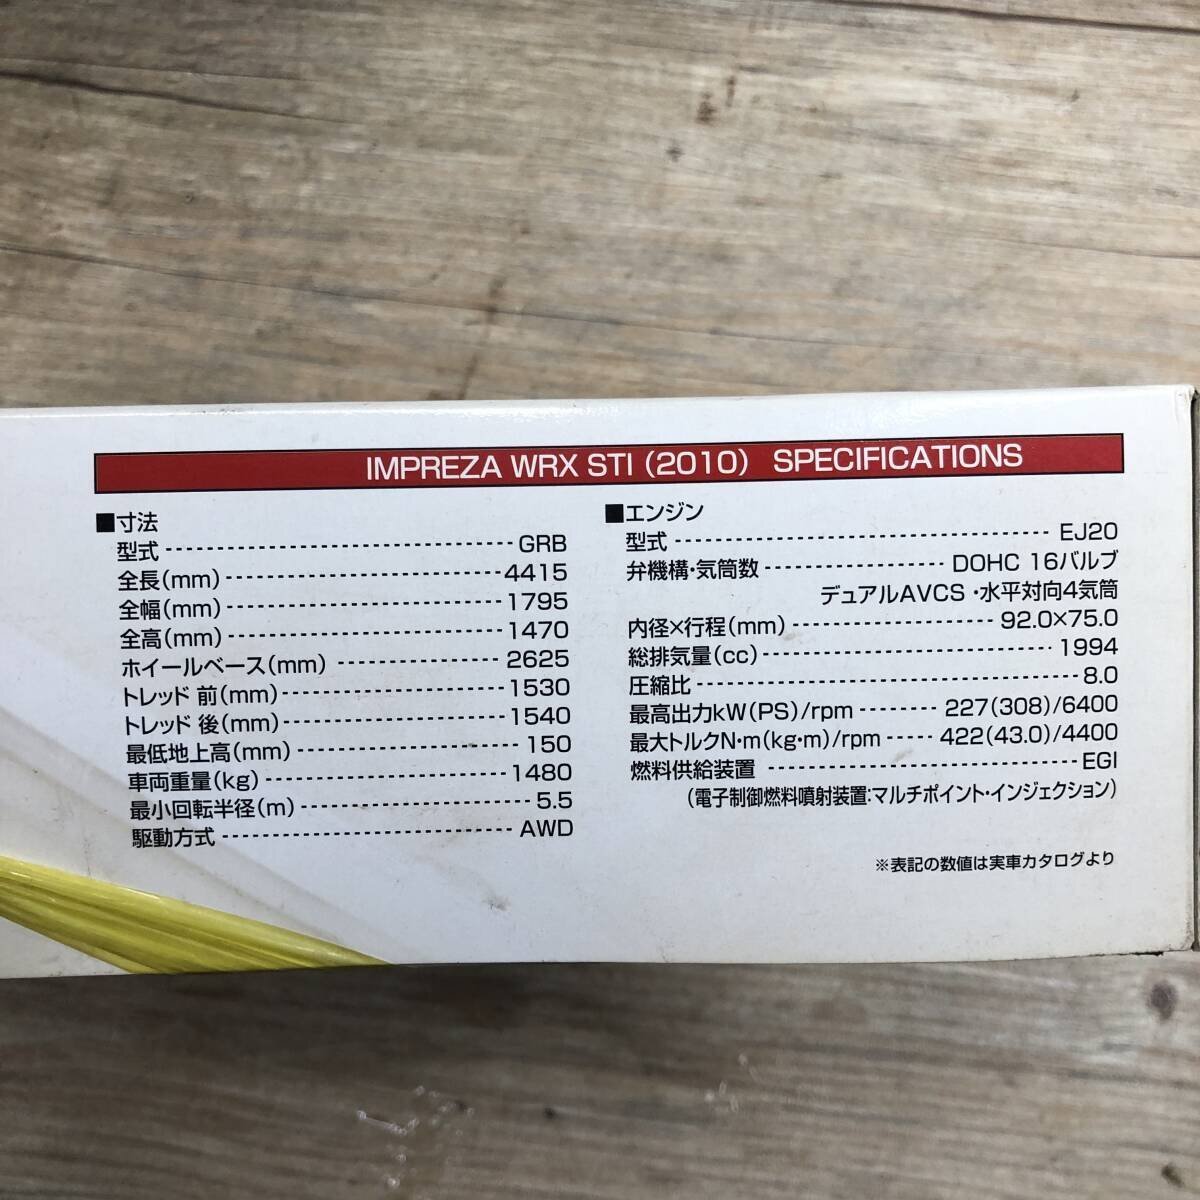 IMPREZA WRX STI (2010) SPECIFICATIONS
■寸法
型式 GRB
全長(mm) 4415
全幅(mm) 1795
全高(mm) 1470
ホイールベース(mm) 2625
トレッド 前(mm) 1530
トレッド 後(mm) 1540
最低地上高(mm) 150
車両重量(kg) 1480
最小回転半径(m) 5.5
駆動方式 AWD
■エンジン
型式 EJ20
弁機構・気筒数 DOHC 16バルブ
デュアルAVCS・水平対向4気筒
内径×行程(mm) 92.0×75.0
総排気量(cc) 1994
圧縮比 8.0
最高出力kW(PS)/rpm 227(308)/6400
最大トルクN・m(kg・m)/rpm 422(43.0)/4400
燃料供給装置 EGI
(電子制御燃料噴射装置:マルチポイント・インジェクション)
※表記の数値は実車カタログより